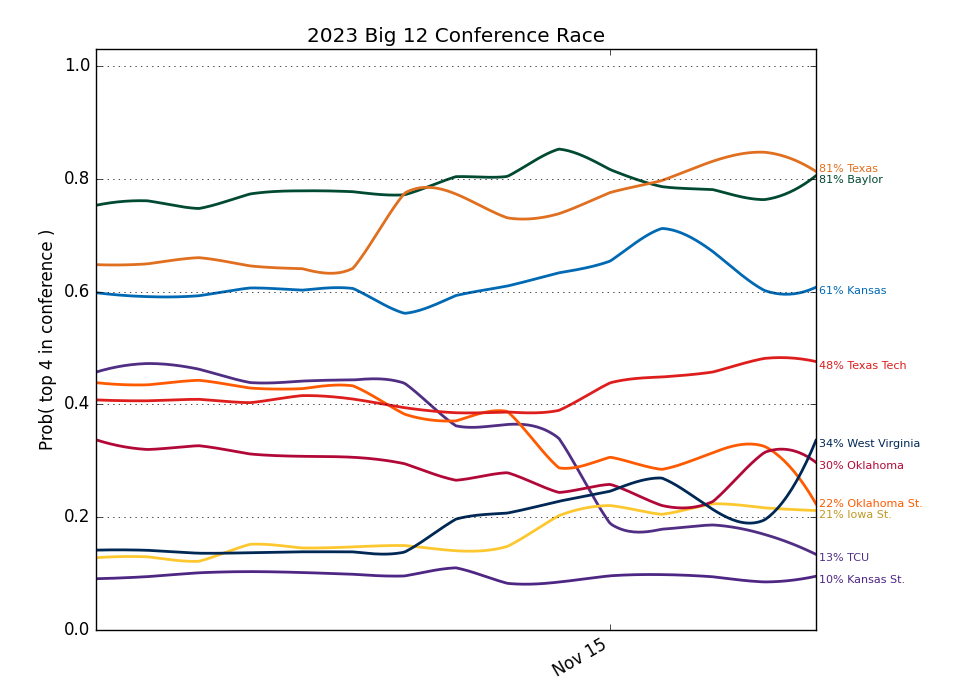 2023 Big 12 Conference Race
Prob( top 4 in conference )
1.0
0.8
0.6
0.4
0.2
0.0
Nov 15
81% Texas
81% Baylor
61% Kansas
48% Texas Tech
34% West Virginia
30% Oklahoma
22% Oklahoma St.
21% Iowa St.
13% TCU
10% Kansas St.